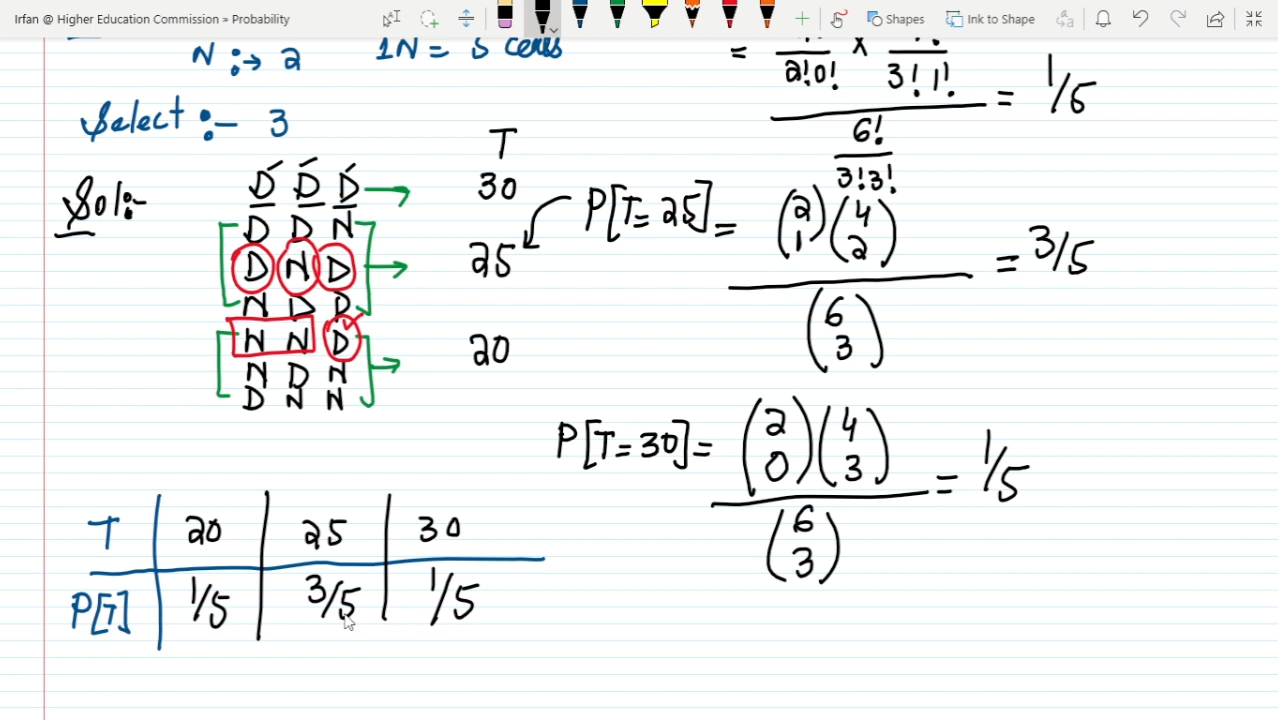 Irfan @ Higher Education Commission » Probability
Shapes
Ink to Shape
N :→ 2
1N = 5 cents
Select :- 3
= 2!0! × 3!1! = 1/5
6!
3!3!
Sol:-
T
D D D → 30
D D N
D N D → 25
N D D
N N D
N D N → 20
D N N
P[T=25] = (2 1)(4 2) / (6 3) = 3/5
P[T=30] = (2 0)(4 3) / (6 3) = 1/5
T 20 25 30
P[T] 1/5 3/5 1/5